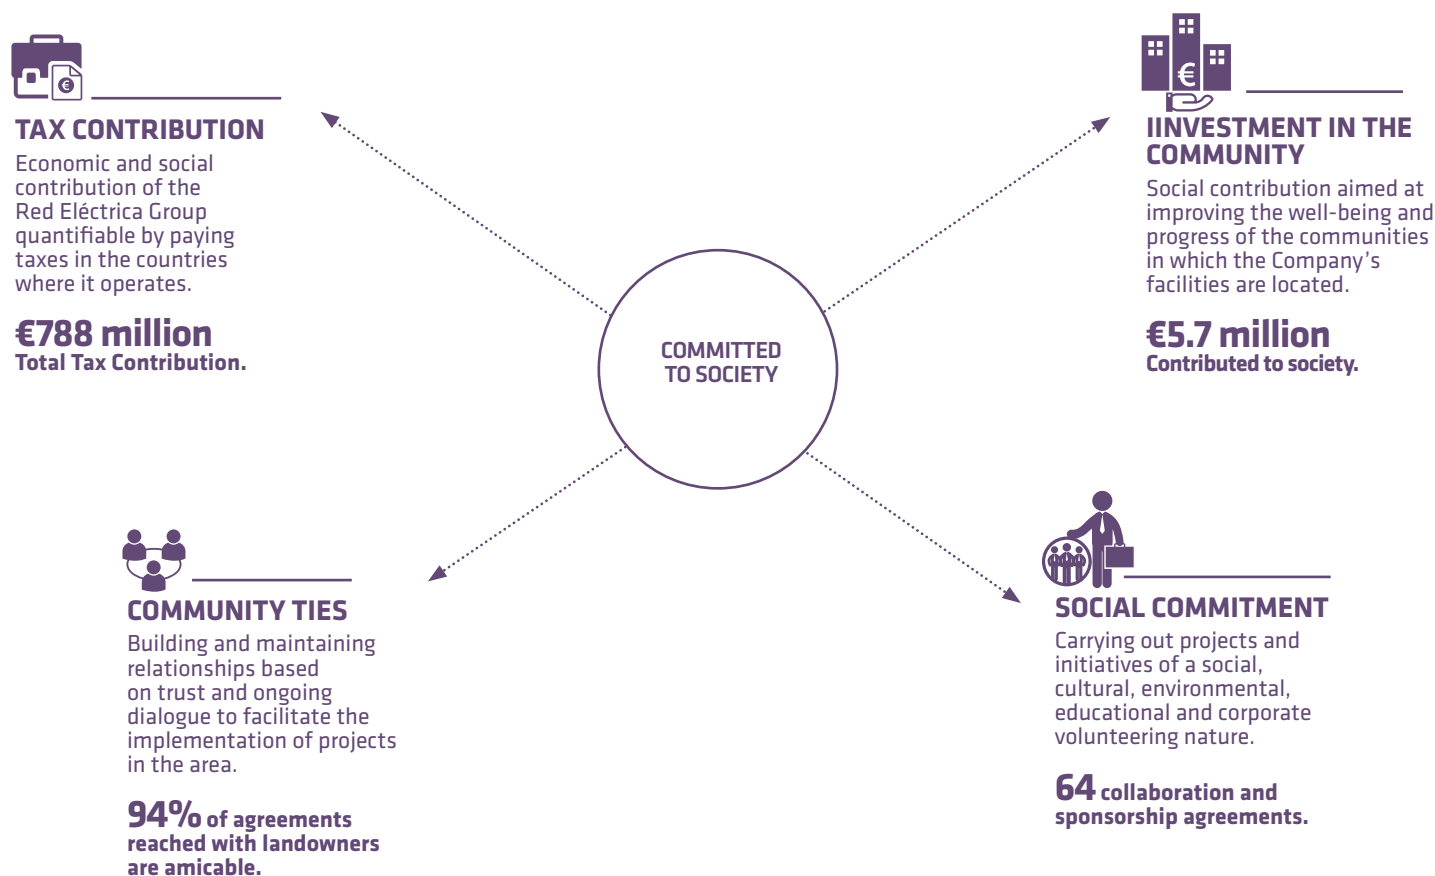 TAX CONTRIBUTION
Economic and social
contribution of the
Red Eléctrica Group
quantifiable by paying
taxes in the countries
where it operates.
€788 million
Total Tax Contribution.
€
IINVESTMENT IN THE
COMMUNITY
Social contribution aimed at
improving the well-being and
progress of the communities
in which the Company's
facilities are located.
€5.7 million
Contributed to society.
€
COMMITTED
TO SOCIETY
COMMUNITY TIES
Building and maintaining
relationships based
on trust and ongoing
dialogue to facilitate the
implementation of projects
in the area.
94% of agreements
reached with landowners
are amicable.
SOCIAL COMMITMENT
Carrying out projects and
initiatives of a social,
cultural, environmental,
educational and corporate
volunteering nature.
64 collaboration and
sponsorship agreements.